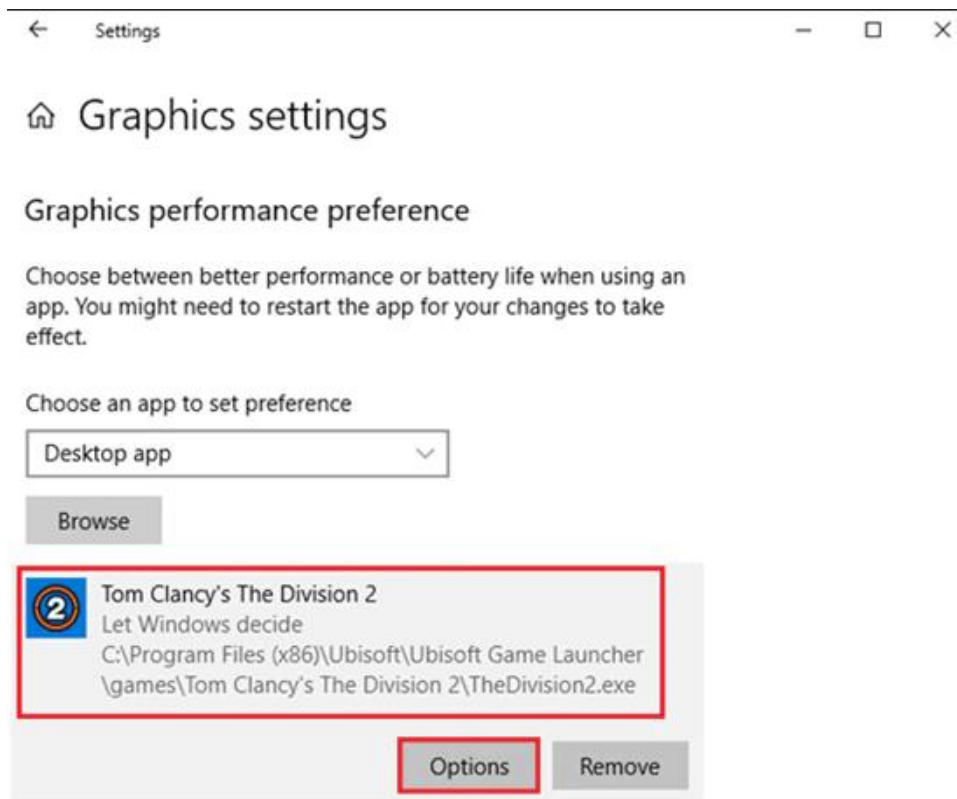 Settings
Graphics settings
Graphics performance preference
Choose between better performance or battery life when using an
app. You might need to restart the app for your changes to take
effect.
Choose an app to set preference
Desktop app
Browse
2
Tom Clancy's The Division 2
Let Windows decide
C:\Program Files (x86)\Ubisoft\Ubisoft Game Launcher
\games\Tom Clancy's The Division 2\TheDivision2.exe
Options Remove